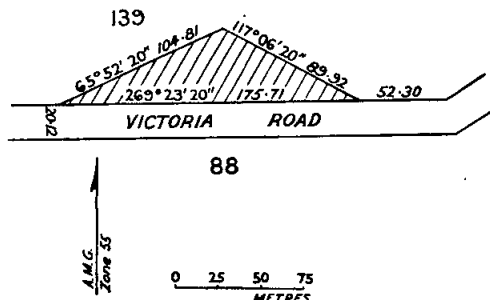 139
65°52'20" 104·81
117°06'20" 89·92
269°23'20" 175·71
52·30
20·12
VICTORIA ROAD
88
A.M.G.
Zone 55
0 25 50 75
METRES